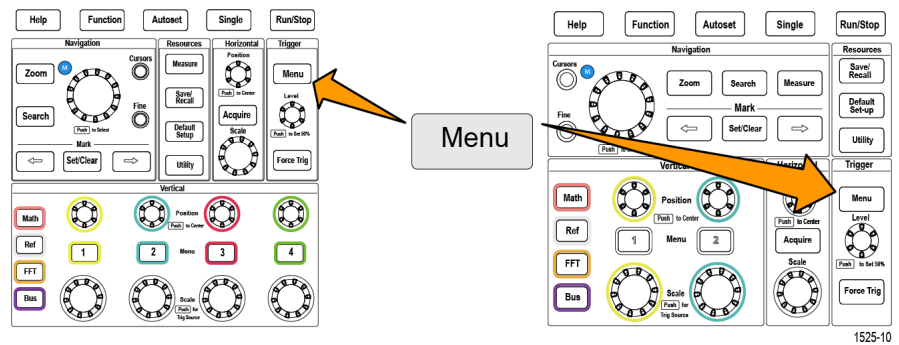 Help Function Autoset Single Run/Stop
Navigation Resources Horizontal Trigger
Cursors Measure Position Menu
Zoom M
Push to Center
Save/
Recall
Level
Fine
Search Acquire
Push to Select
Default
Setup
Scale
Push to Set 50%
Mark
Set/Clear Utility Force Trig
Vertical
Math Position
Push to Center
Ref 1 2 Menu 3 4
FFT
Bus Scale
Push for
Trig Source
Menu
Help Function Autoset Single Run/Stop
Navigation Resources
Cursors
M
Save/
Recall
Zoom Search Measure
Mark
Default
Set-up
Fine
Set/Clear
Utility
Push to
Vertical Horizontal Trigger
Math Position Menu
Push to Center Push to Center
Level
Ref 1 Menu 2 Acquire
FFT Scale
Push to Set 50%
Bus Scale Force Trig
Push for
Trig Source
1525-10